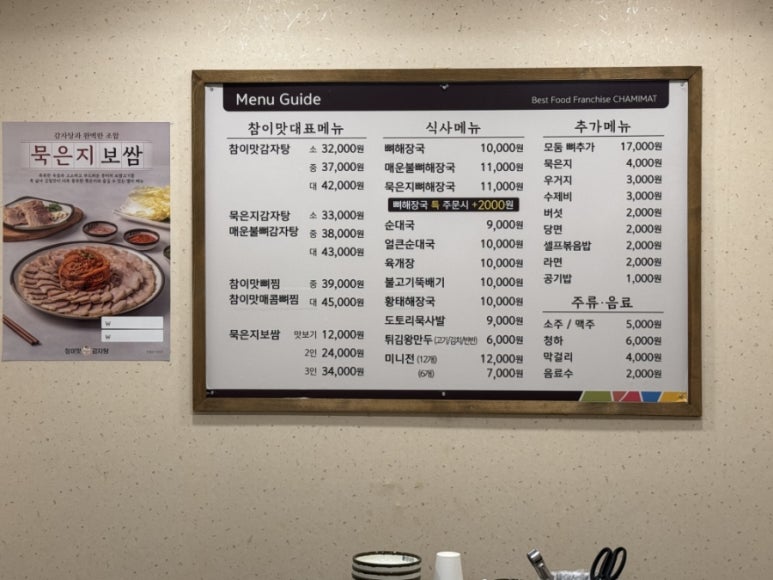 Menu Guide
Best Food Franchise CHAMIMAT
참이맛대표메뉴
참이맛감자탕 소 32,000원
중 37,000원
대 42,000원
묵은지감자탕 소 33,000원
매운불뼈감자탕 중 38,000원
대 43,000원
참이맛뼈찜 중 39,000원
참이맛매콤뼈찜 대 45,000원
묵은지보쌈 맛보기 12,000원
2인 24,000원
3인 34,000원
식사메뉴
뼈해장국 10,000원
매운불뼈해장국 11,000원
묵은지뼈해장국 11,000원
뼈해장국 특 주문시 +2000원
순대국 9,000원
얼큰순대국 10,000원
육개장 10,000원
불고기뚝배기 10,000원
황태해장국 10,000원
도토리묵사발 9,000원
튀김왕만두 (고기/김치/반반) 6,000원
미니전 (12개) 12,000원
(6개) 7,000원
추가메뉴
모둠 뼈추가 17,000원
묵은지 4,000원
우거지 3,000원
수제비 3,000원
버섯 2,000원
당면 2,000원
셀프볶음밥 2,000원
라면 2,000원
공기밥 1,000원
주류·음료
소주 / 맥주 5,000원
청하 6,000원
막걸리 4,000원
음료수 2,000원
감자탕과 완벽한 조합
묵은지보쌈
₩
₩
참이맛 감자탕